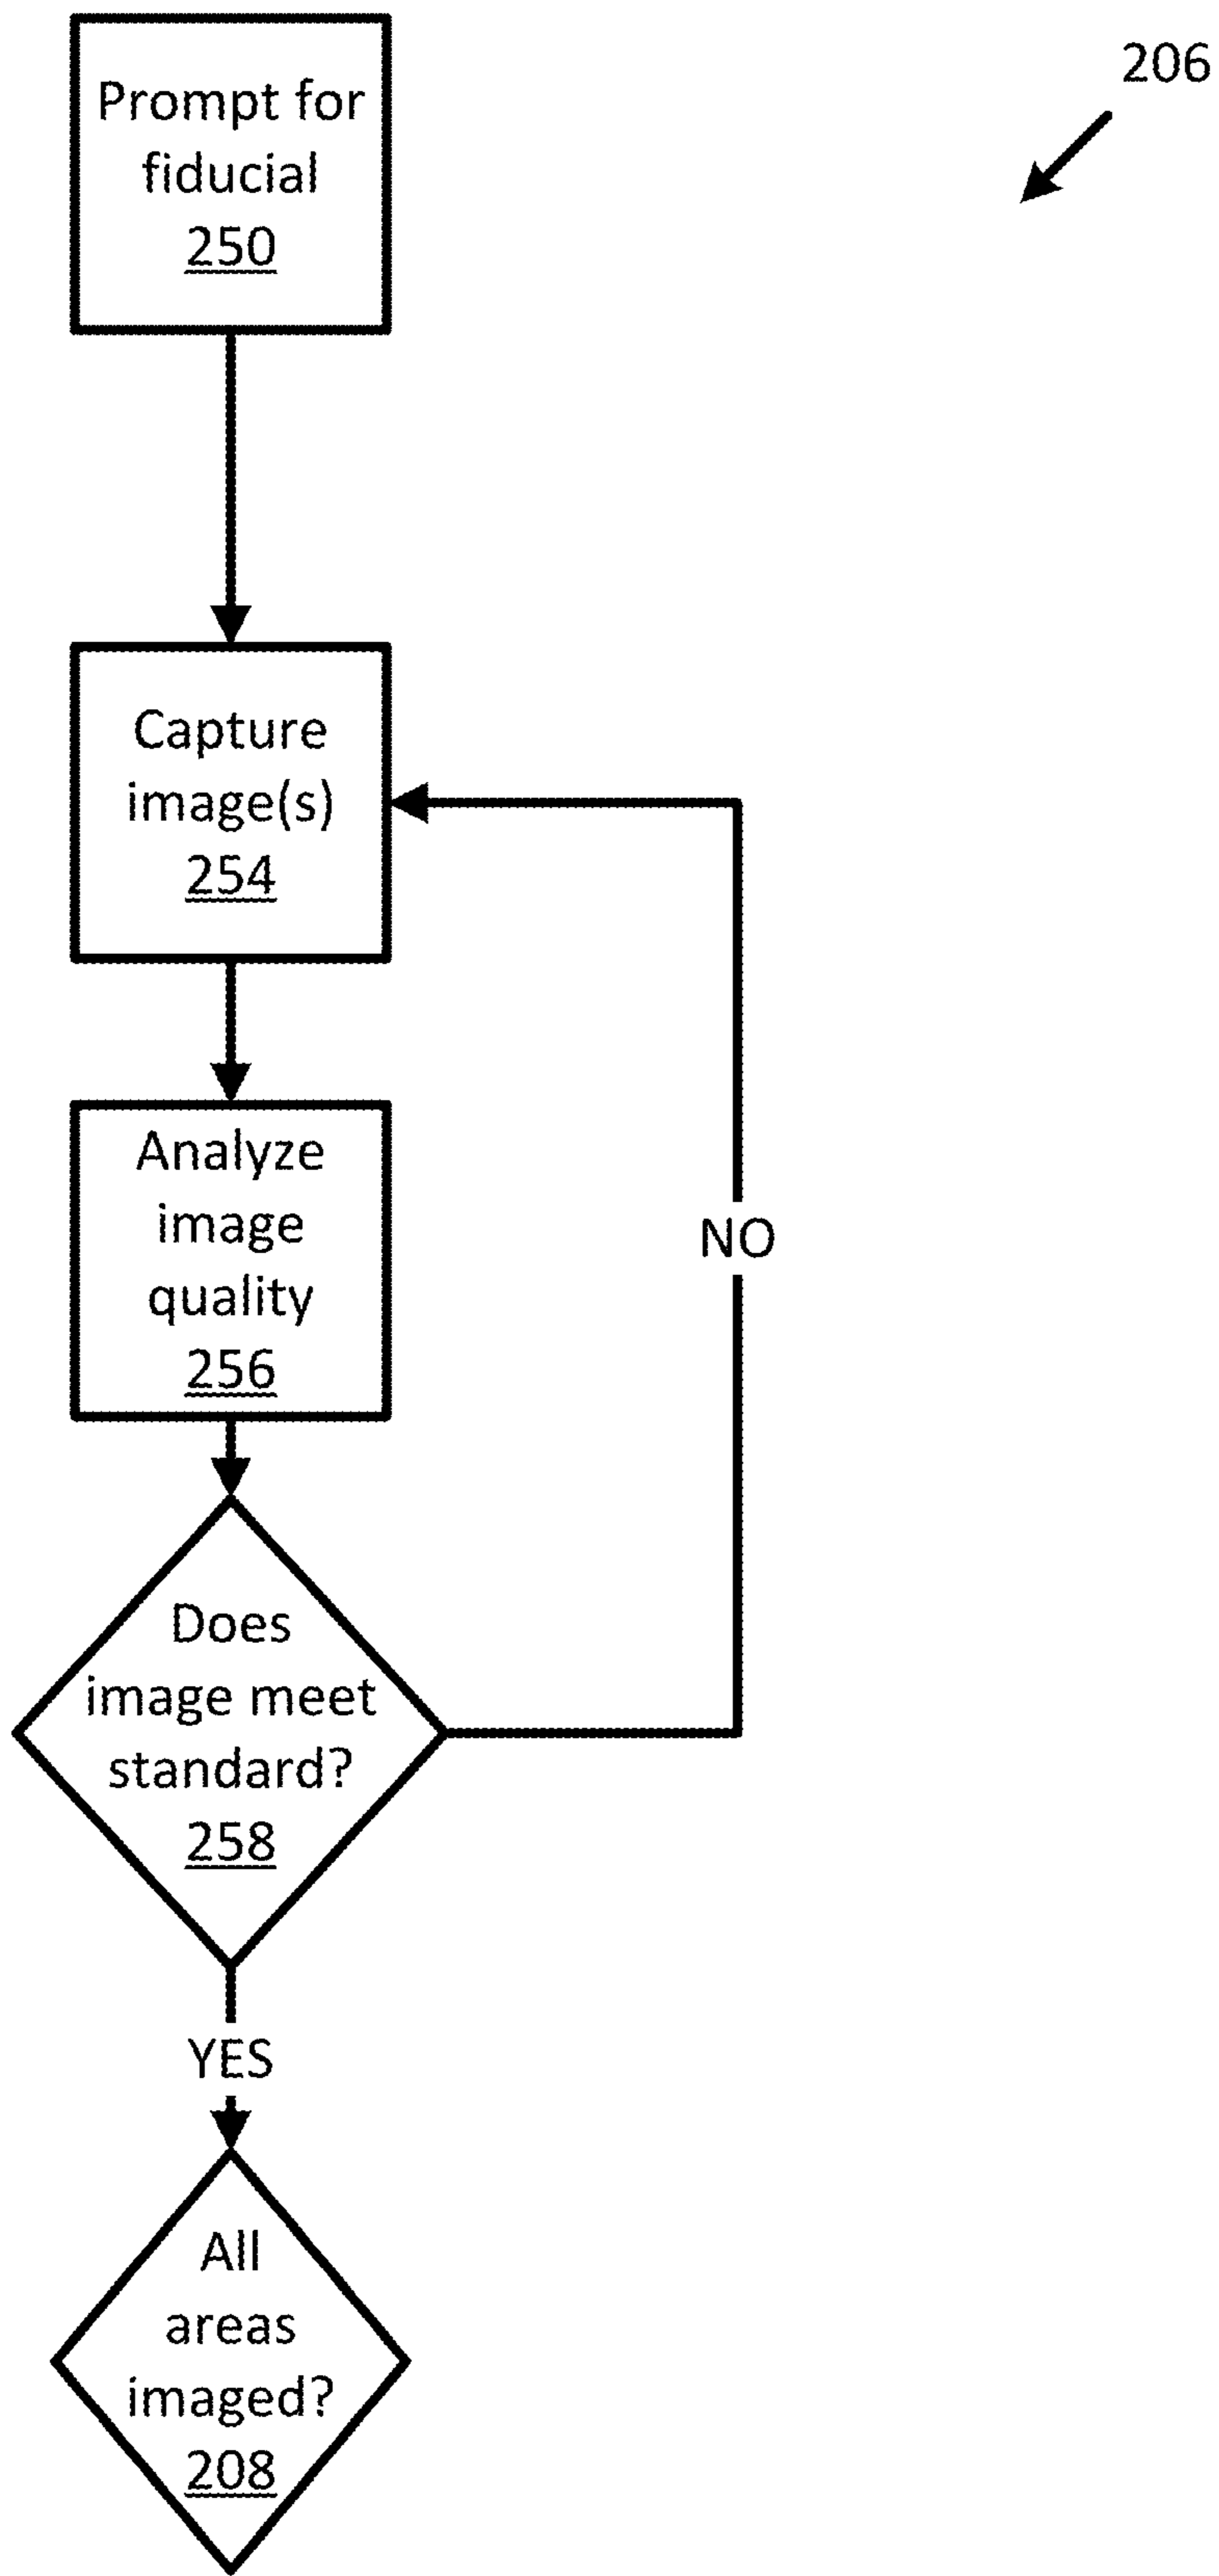 206
Prompt for
fiducial
250
Capture
image(s)
254
Analyze
image
quality
256
NO
Does
image meet
standard?
258
YES
All
areas
imaged?
208